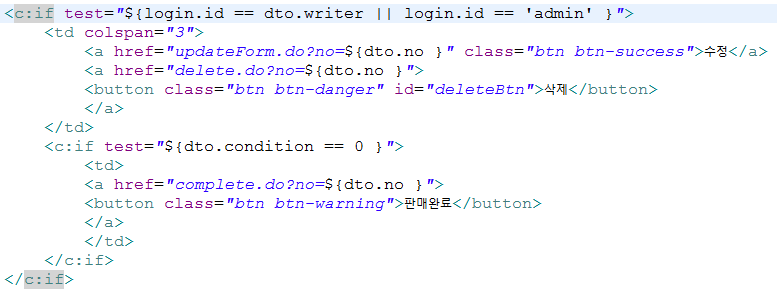 <c:if test="${login.id == dto.writer || login.id == 'admin' }">
<td colspan="3">
<a href="updateForm.do?no=${dto.no }" class="btn btn-success">수정</a>
<a href="delete.do?no=${dto.no }">
<button class="btn btn-danger" id="deleteBtn">삭제</button>
</a>
</td>
<c:if test="${dto.condition == 0 }">
<td>
<a href="complete.do?no=${dto.no }">
<button class="btn btn-warning">판매완료</button>
</a>
</td>
</c:if>
</c:if>